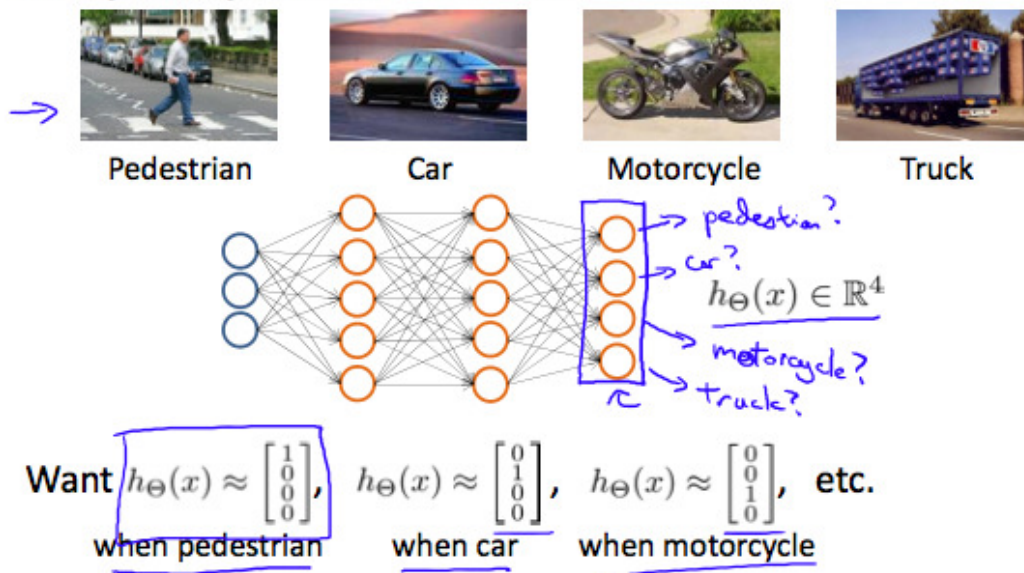 Pedestrian Car Motorcycle Truck
pedestian?
car?
hΘ(x) ∈ ℝ⁴
motorcycle?
truck?
Want hΘ(x) ≈ [1 0 0 0], hΘ(x) ≈ [0 1 0 0], hΘ(x) ≈ [0 0 1 0], etc.
when pedestrian when car when motorcycle